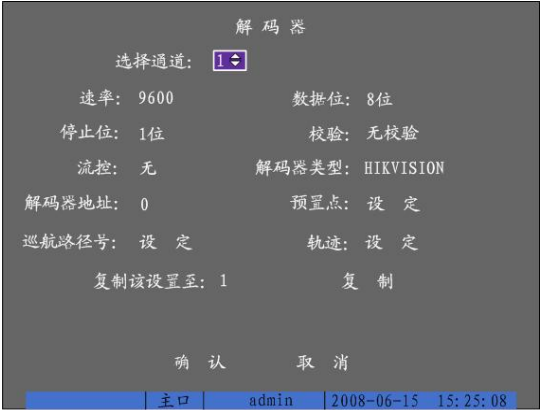 解码器
选择通道: 1
速率: 9600 数据位: 8位
停止位: 1位 校验: 无校验
流控: 无 解码器类型: HIKVISION
解码器地址: 0 预置点: 设 定
巡航路径号: 设 定 轨迹: 设 定
复制该设置至: 1 复 制
确 认 取 消
主口 admin 2008-06-15 15:25:08